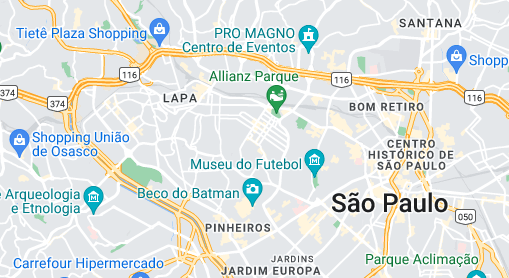 SANTANA
PRO MAGNO
Centro de Eventos
Tietê Plaza Shopping
Shopp
116
Allianz Parque
116
116
374
374
LAPA
BOM RETIRO
Shopping União
de Osasco
CENTRO
HISTÓRICO DE
SÃO PAULO
Museu do Futebol
Arqueologia
e Etnologia
Beco do Batman
São Paulo
050
PINHEIROS
Carrefour Hipermercado
JARDINS
JARDIM EUROPA
Parque Aclimação